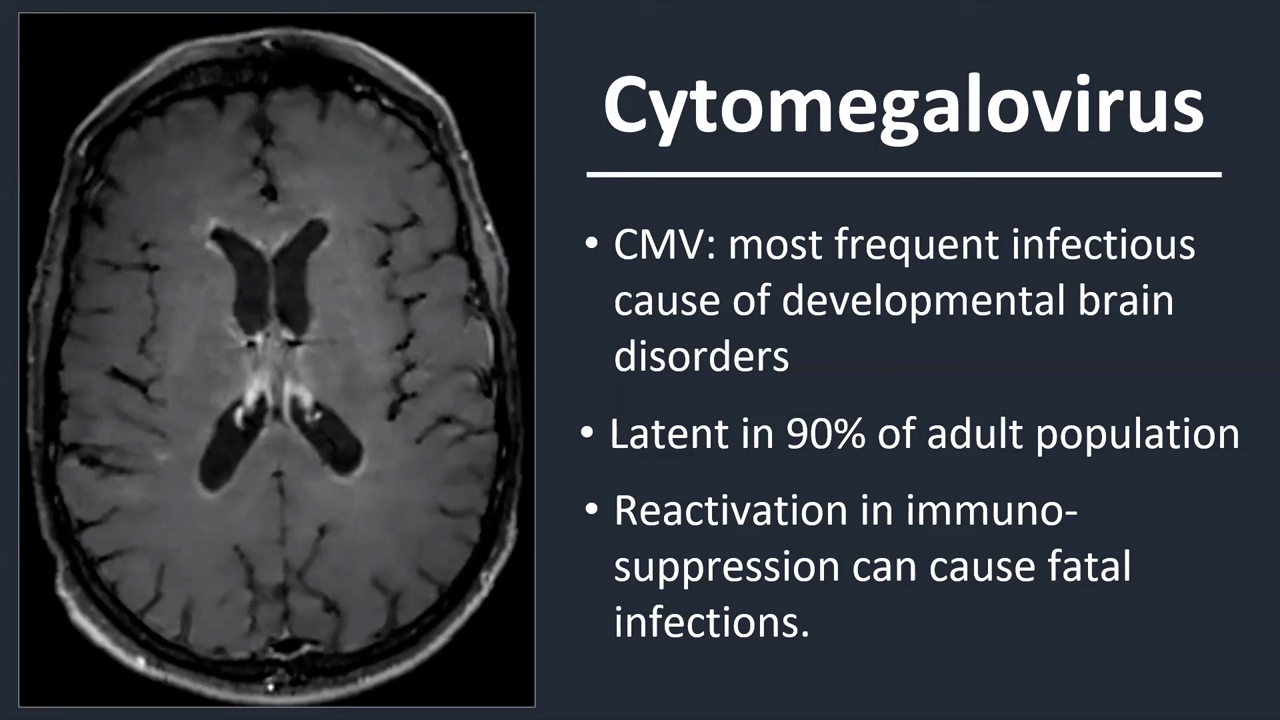 Cytomegalovirus
• CMV: most frequent infectious
cause of developmental brain
disorders
• Latent in 90% of adult population
• Reactivation in immuno-
suppression can cause fatal
infections.